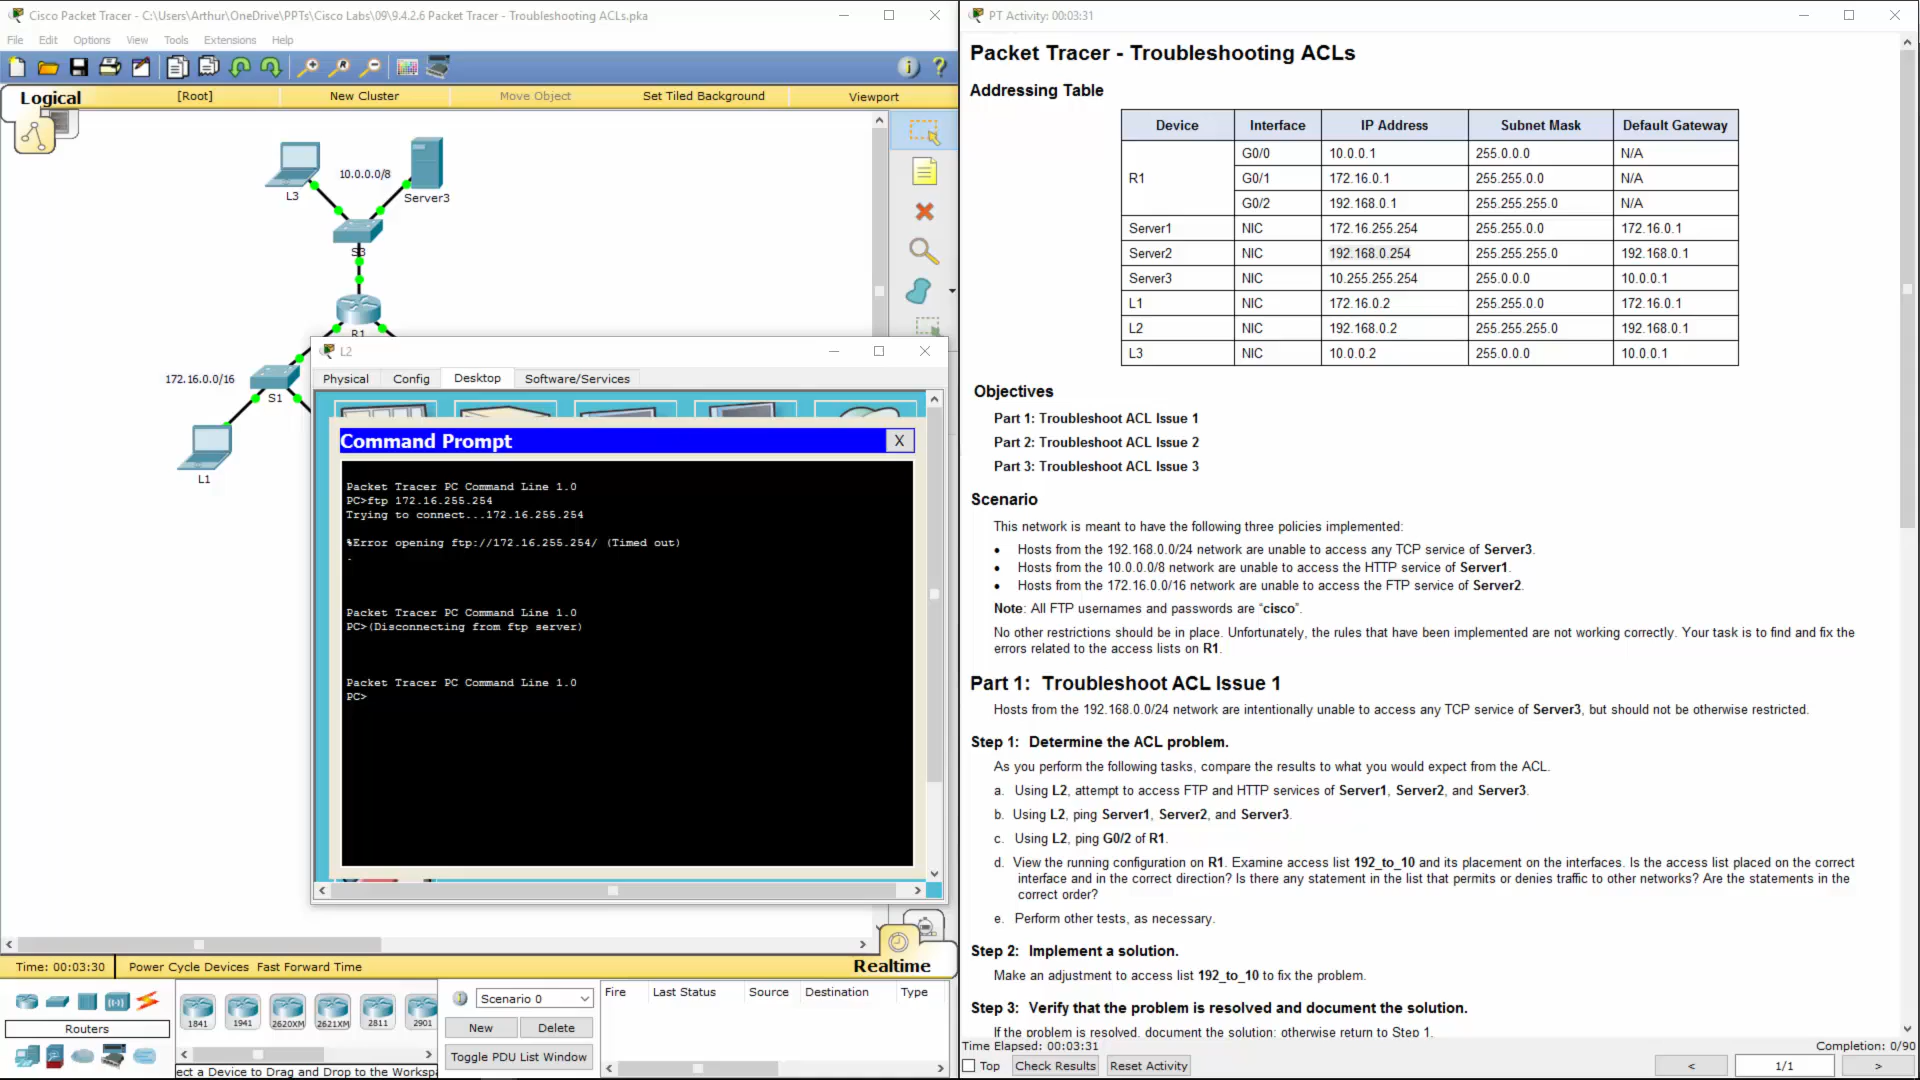 Cisco Packet Tracer - C:\Users\Arthur\OneDrive\PPTs\Cisco Labs\09\9.4.2.6 Packet Tracer - Troubleshooting ACLs.pka
File Edit Options View Tools Extensions Help
Logical [Root] New Cluster Move Object Set Tiled Background Viewport
L3
10.0.0.0/8
Server3
S3
R1
172.16.0.0/16
S1
L1
L2
Physical Config Desktop Software/Services
Command Prompt X
Packet Tracer PC Command Line 1.0
PC>ftp 172.16.255.254
Trying to connect...172.16.255.254
%Error opening ftp://172.16.255.254/ (Timed out)
.
Packet Tracer PC Command Line 1.0
PC>(Disconnecting from ftp server)
Packet Tracer PC Command Line 1.0
PC>
Time: 00:03:30 Power Cycle Devices Fast Forward Time Realtime
1841 1941 2620XM 2621XM 2811 2901
Routers
ect a Device to Drag and Drop to the Workspa
Scenario 0
New Delete
Toggle PDU List Window
Fire Last Status Source Destination Type
PT Activity: 00:03:31
Packet Tracer - Troubleshooting ACLs
Addressing Table
Device Interface IP Address Subnet Mask Default Gateway
R1 G0/0 10.0.0.1 255.0.0.0 N/A
G0/1 172.16.0.1 255.255.0.0 N/A
G0/2 192.168.0.1 255.255.255.0 N/A
Server1 NIC 172.16.255.254 255.255.0.0 172.16.0.1
Server2 NIC 192.168.0.254 255.255.255.0 192.168.0.1
Server3 NIC 10.255.255.254 255.0.0.0 10.0.0.1
L1 NIC 172.16.0.2 255.255.0.0 172.16.0.1
L2 NIC 192.168.0.2 255.255.255.0 192.168.0.1
L3 NIC 10.0.0.2 255.0.0.0 10.0.0.1
Objectives
Part 1: Troubleshoot ACL Issue 1
Part 2: Troubleshoot ACL Issue 2
Part 3: Troubleshoot ACL Issue 3
Scenario
This network is meant to have the following three policies implemented:
• Hosts from the 192.168.0.0/24 network are unable to access any TCP service of Server3.
• Hosts from the 10.0.0.0/8 network are unable to access the HTTP service of Server1.
• Hosts from the 172.16.0.0/16 network are unable to access the FTP service of Server2.
Note: All FTP usernames and passwords are “cisco”.
No other restrictions should be in place. Unfortunately, the rules that have been implemented are not working correctly. Your task is to find and fix the
errors related to the access lists on R1.
Part 1: Troubleshoot ACL Issue 1
Hosts from the 192.168.0.0/24 network are intentionally unable to access any TCP service of Server3, but should not be otherwise restricted.
Step 1: Determine the ACL problem.
As you perform the following tasks, compare the results to what you would expect from the ACL.
a. Using L2, attempt to access FTP and HTTP services of Server1, Server2, and Server3.
b. Using L2, ping Server1, Server2, and Server3.
c. Using L2, ping G0/2 of R1.
d. View the running configuration on R1. Examine access list 192_to_10 and its placement on the interfaces. Is the access list placed on the correct
interface and in the correct direction? Is there any statement in the list that permits or denies traffic to other networks? Are the statements in the
correct order?
e. Perform other tests, as necessary.
Step 2: Implement a solution.
Make an adjustment to access list 192_to_10 to fix the problem.
Step 3: Verify that the problem is resolved and document the solution.
If the problem is resolved, document the solution: otherwise return to Step 1.
Time Elapsed: 00:03:31 Completion: 0/90
Top Check Results Reset Activity < 1/1 >